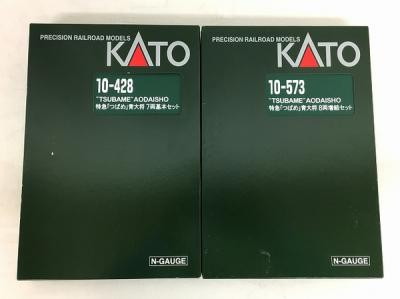 PRECISION RAILROAD MODELS
KATO
10-428
"TSUBAME" AODAISHO
特急「つばめ」青大将 7両基本セット
N-GAUGE
PRECISION RAILROAD MODELS
KATO
10-573
"TSUBAME" AODAISHO
特急「つばめ」青大将 8両増結セット
N-GAUGE